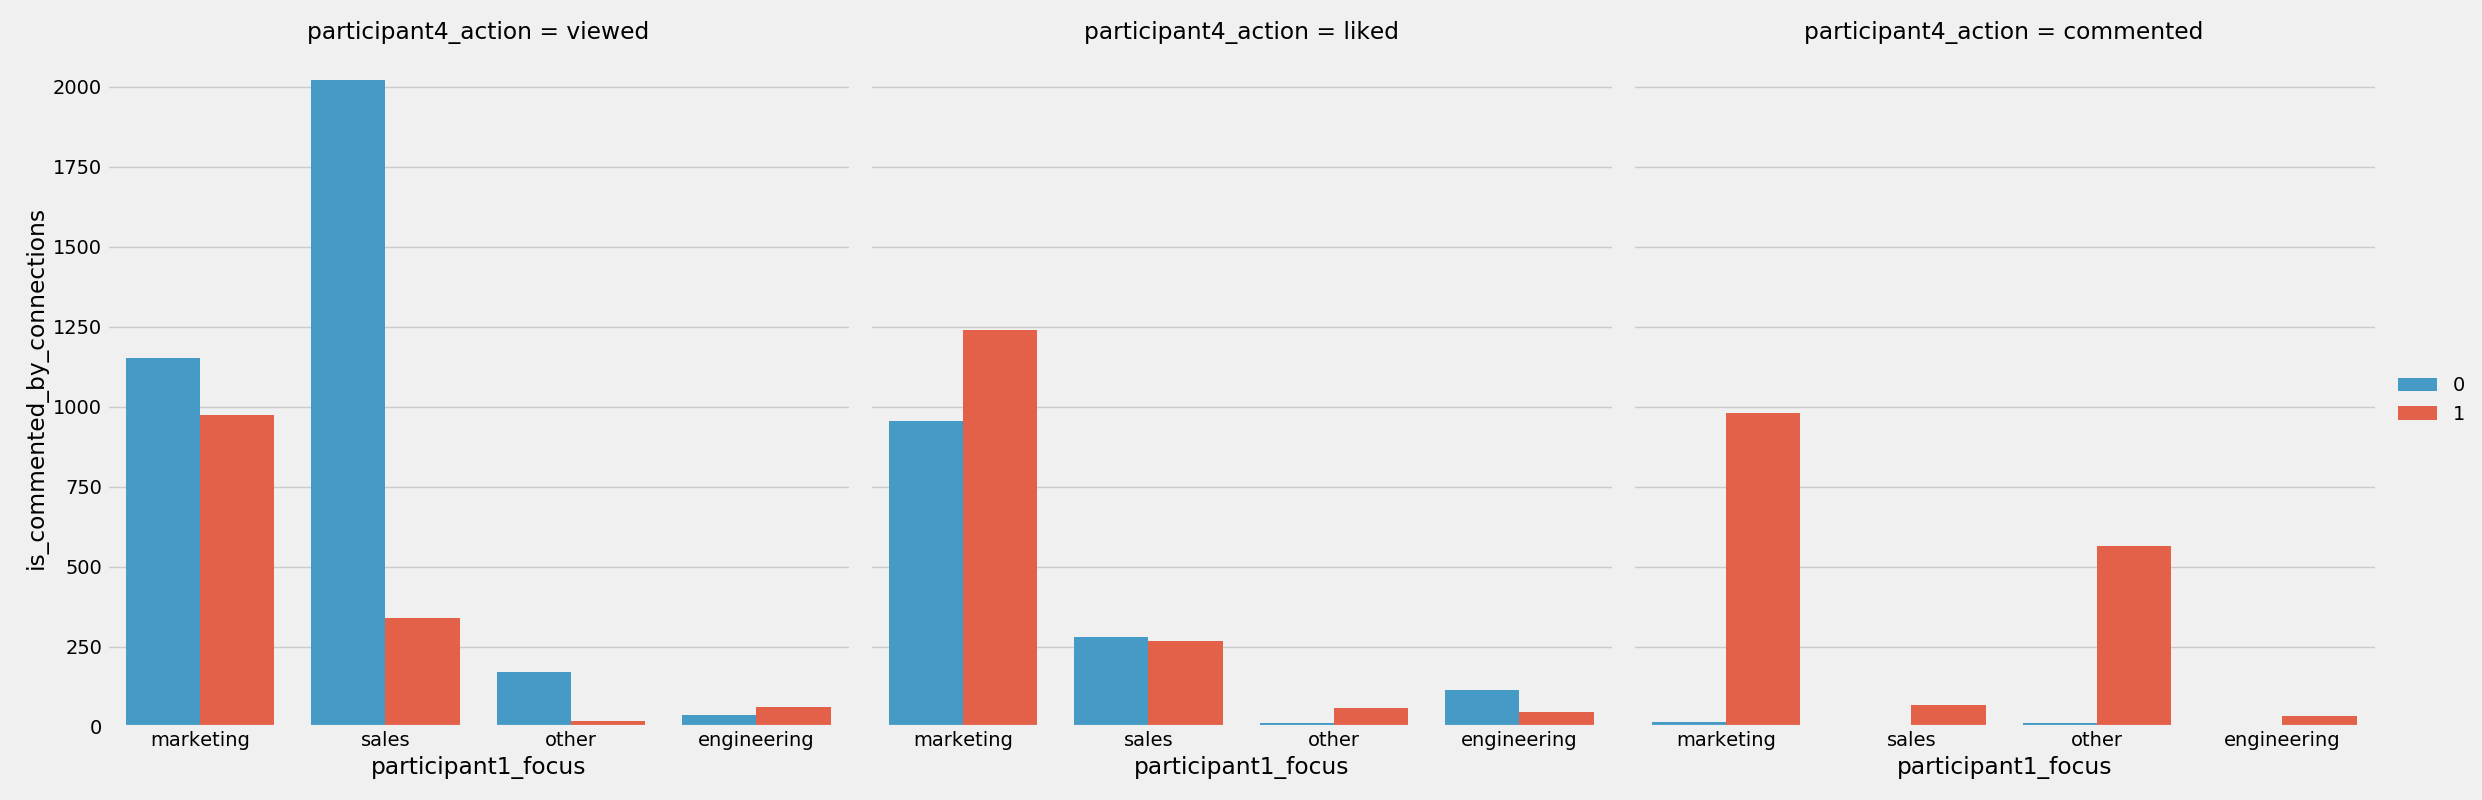 participant4_action = viewed
participant4_action = liked
participant4_action = commented
is_commented_by_connections
2000
1750
1500
1250
1000
750
500
250
0
marketing sales other engineering
participant1_focus
marketing sales other engineering
participant1_focus
marketing sales other engineering
participant1_focus
0
1